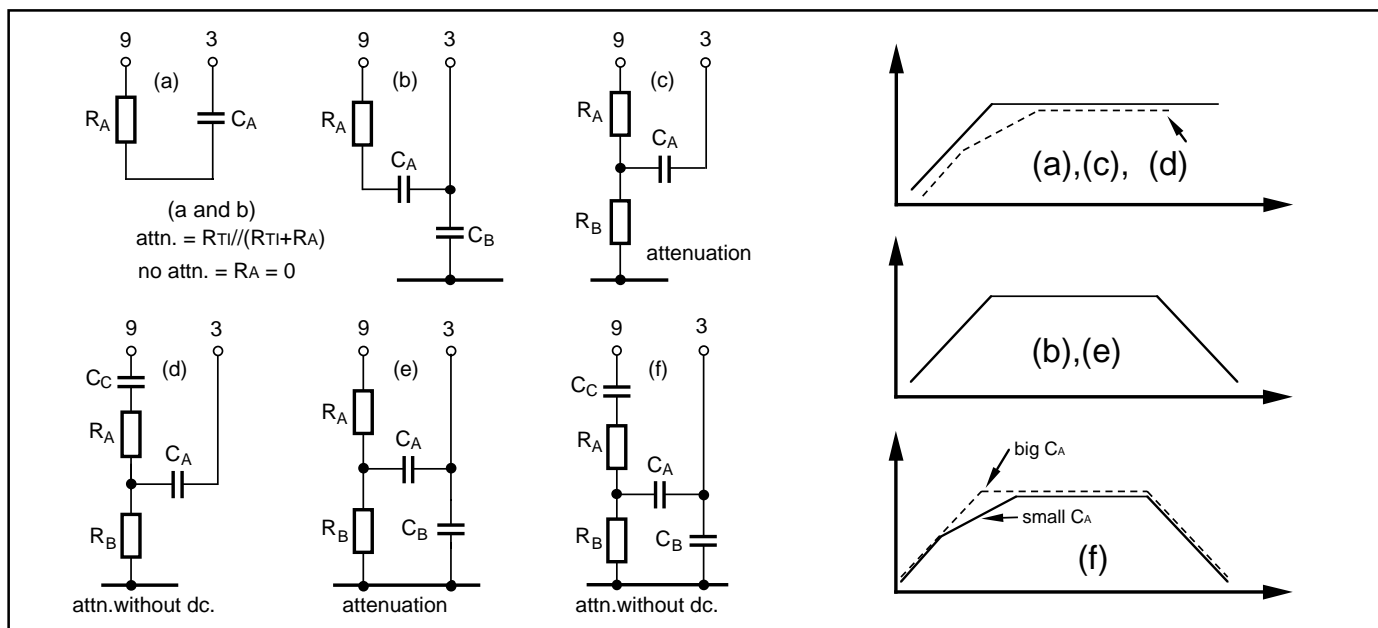 9 3
(a)
RA
CA
(a and b)
attn. = RTI//(RTI+RA)
no attn. = RA = 0
9 3
(b)
RA
CA
CB
9 3
(c)
RA
CA
RB
attenuation
9 3
(d)
CC
RA
CA
RB
attn.without dc.
9 3
(e)
RA
CA
RB
CB
attenuation
9 3
(f)
CC
RA
CA
RB
CB
attn.without dc.
(a),(c), (d)
(b),(e)
big CA
small CA
(f)